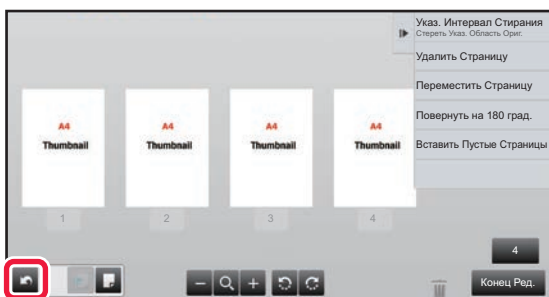 Указ. Интервал Стирания
Стереть Указ. Область Ориг.
Удалить Страницу
Переместить Страницу
Повернуть на 180 град.
Вставить Пустые Страницы
A4 A4 A4 A4
Thumbnail Thumbnail Thumbnail Thumbnail
1 2 3 4
4
Конец Ред.